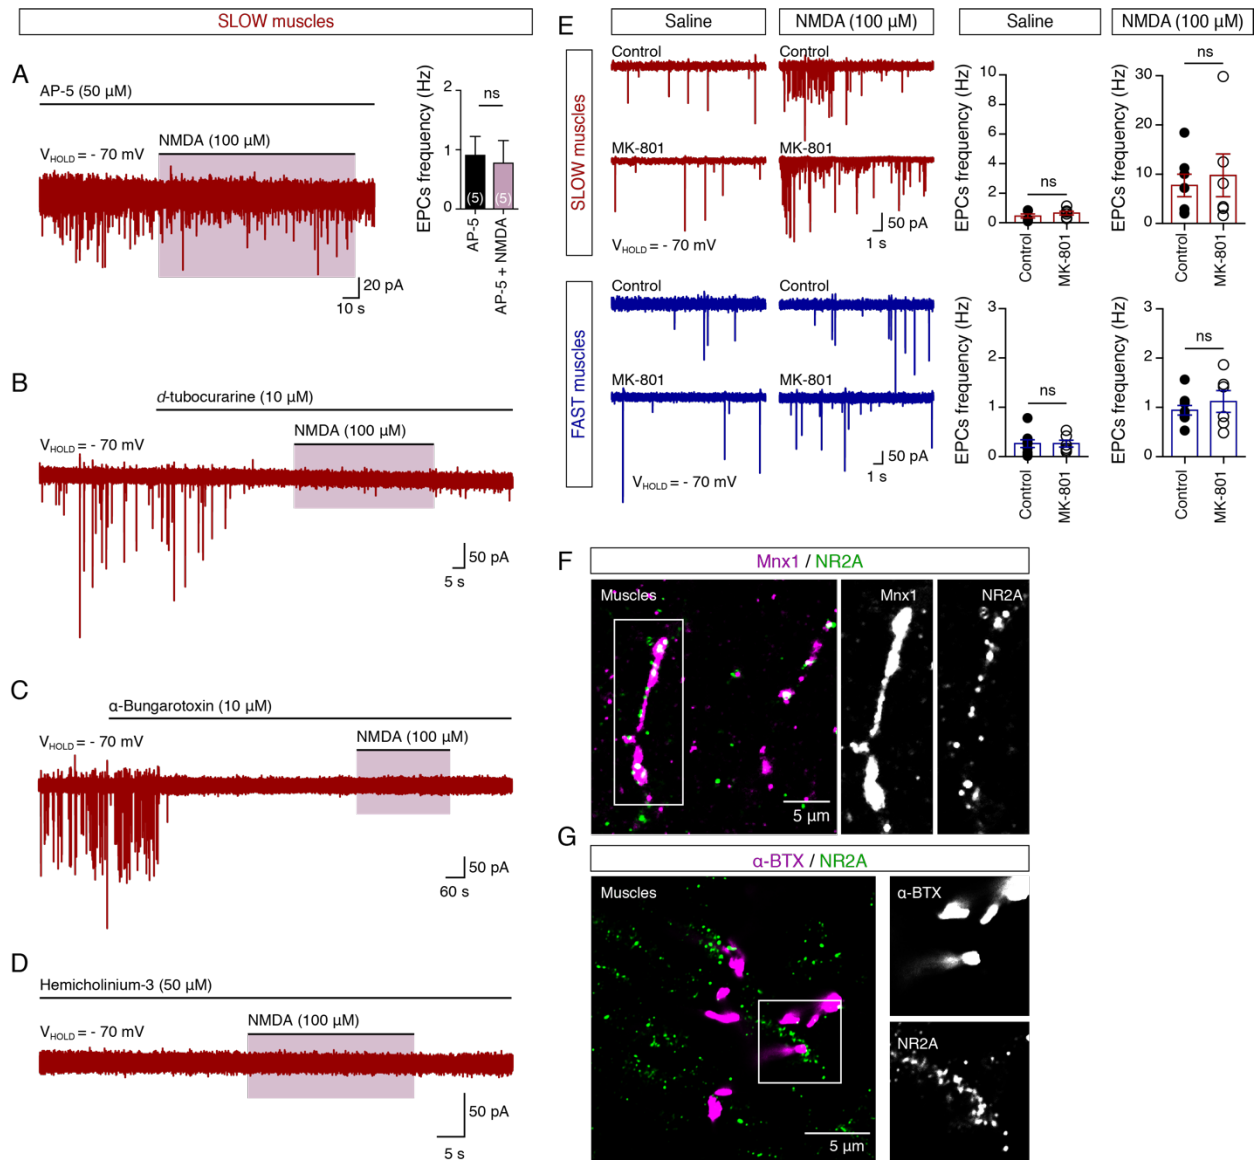 SLOW muscles
A
AP-5 (50 μM)
NMDA (100 μM)
VHOLD = - 70 mV
20 pA
10 s
EPCs frequency (Hz)
2
1
0
ns
(5)
(5)
AP-5
AP-5 + NMDA
B
d-tubocurarine (10 μM)
NMDA (100 μM)
VHOLD = - 70 mV
50 pA
5 s
C
α-Bungarotoxin (10 μM)
NMDA (100 μM)
VHOLD = - 70 mV
50 pA
60 s
D
Hemicholinium-3 (50 μM)
NMDA (100 μM)
VHOLD = - 70 mV
50 pA
5 s
E
Saline
NMDA (100 μM)
Saline
NMDA (100 μM)
SLOW muscles
Control
Control
MK-801
MK-801
VHOLD = - 70 mV
50 pA
1 s
EPCs frequency (Hz)
10
8
6
4
2
0
ns
Control
MK-801
EPCs frequency (Hz)
30
20
10
0
ns
Control
MK-801
FAST muscles
Control
Control
MK-801
MK-801
VHOLD = - 70 mV
50 pA
1 s
EPCs frequency (Hz)
3
2
1
0
ns
Control
MK-801
EPCs frequency (Hz)
3
2
1
0
ns
Control
MK-801
F
Mnx1 / NR2A
Muscles
Mnx1
NR2A
5 μm
G
α-BTX / NR2A
Muscles
α-BTX
NR2A
5 μm